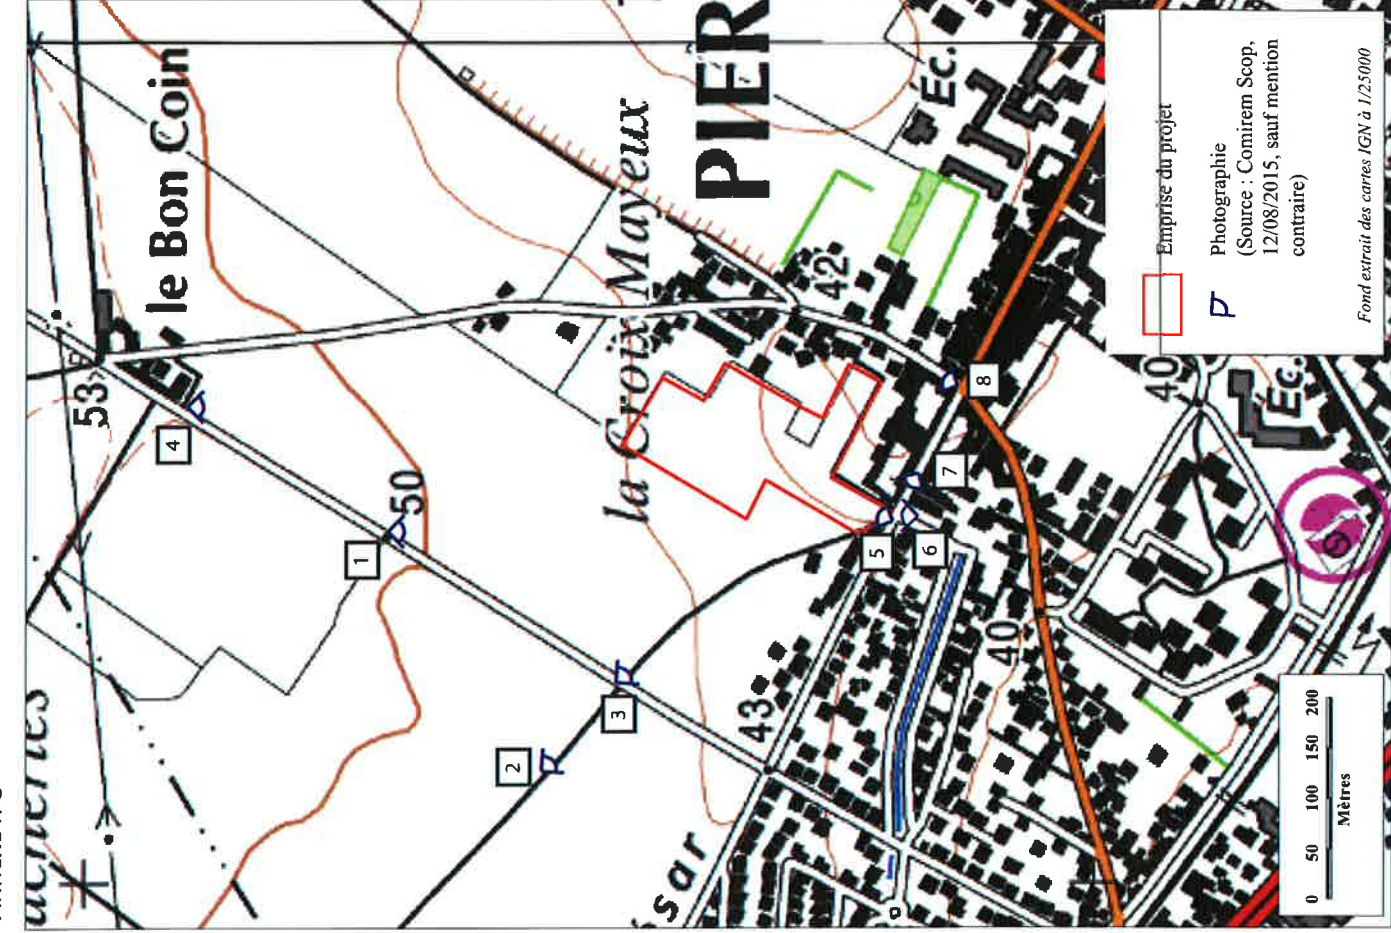 le Bon Coin
la Croix Mayeux
PIER
Éc.
53
50
43
42
40
40
Éc.
ésar
acheries
1
2
3
4
5
6
7
8
Emprise du projet
Photographie
(Source : Comirem Scop,
12/08/2015, sauf mention
contraire)
Fond extrait des cartes IGN à 1/25000
0 50 100 150 200
Mètres